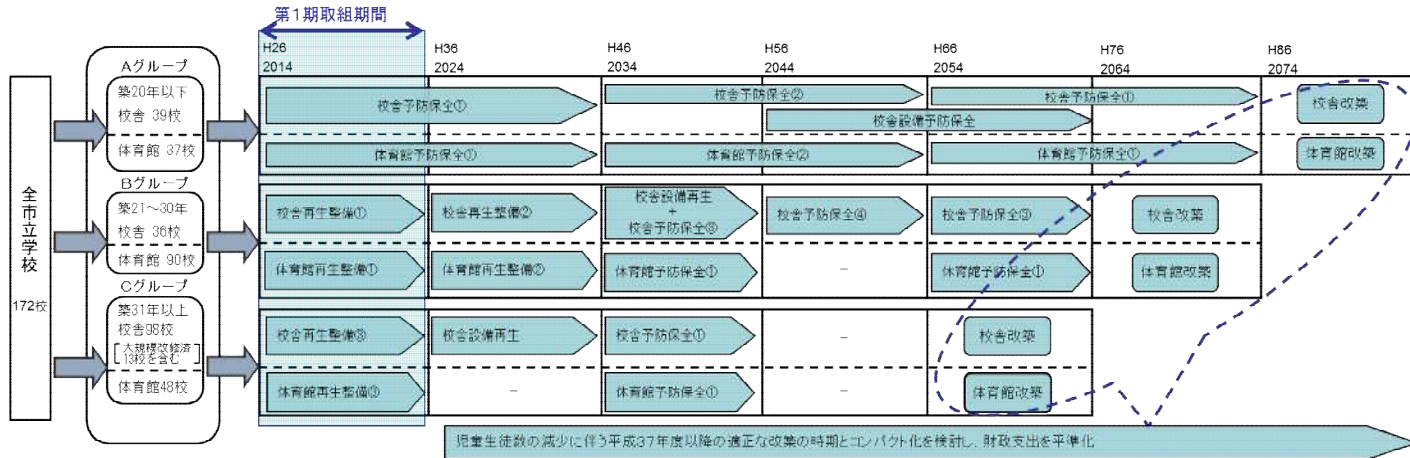 第1期取組期間
H26
2014
H36
2024
H46
2034
H56
2044
H66
2054
H76
2064
H86
2074
全市立学校
172校
Aグループ
築20年以下
校舎 39校
体育館 37校
校舎予防保全①
校舎予防保全②
校舎予防保全①
校舎設備予防保全
校舎改築
体育館予防保全①
体育館予防保全②
体育館予防保全①
体育館改築
Bグループ
築21～30年
校舎 36校
体育館 90校
校舎再生整備①
校舎再生整備②
校舎設備再生
+
校舎予防保全③
校舎予防保全④
校舎予防保全③
校舎改築
体育館再生整備①
体育館再生整備②
体育館予防保全①
－
体育館予防保全①
体育館改築
Cグループ
築31年以上
校舎98校
[大規模改修済
13校を含む]
体育館48校
校舎再生整備③
校舎設備再生
校舎予防保全①
－
校舎改築
体育館再生整備③
－
体育館予防保全①
－
体育館改築
児童生徒数の減少に伴う平成37年度以降の適正な改築の時期とコンパクト化を検討し、財政支出を平準化